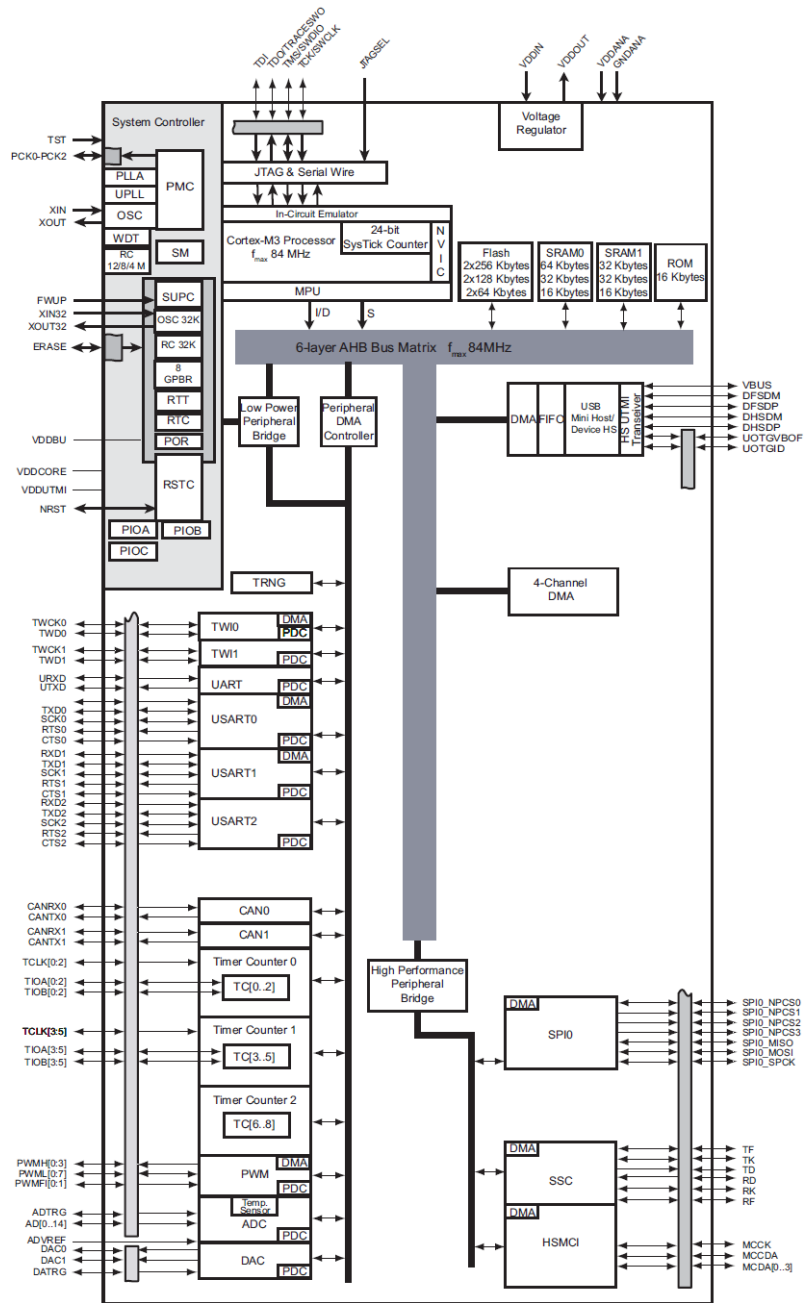 TDI
TDO/TRACESWO
TMS/SWDIO
TCK/SWCLK
JTAGSEL
VDDIN
VDDOUT
VDDANA
GNDANA
System Controller
TST
PCK0-PCK2
PLLA
UPLL
OSC
PMC
XIN
XOUT
WDT
RC
12/8/4 M
SM
FWUP
XIN32
XOUT32
ERASE
SUPC
OSC 32K
RC 32K
8
GPBR
RTT
RTC
POR
VDDBU
VDDCORE
VDDUTMI
NRST
RSTC
PIOA
PIOB
PIOC
JTAG & Serial Wire
In-Circuit Emulator
Cortex-M3 Processor
fmax 84 MHz
24-bit
SysTick Counter
N
V
I
C
MPU
I/D
S
Voltage
Regulator
Flash
2x256 Kbytes
2x128 Kbytes
2x64 Kbytes
SRAM0
64 Kbytes
32 Kbytes
16 Kbytes
SRAM1
32 Kbytes
32 Kbytes
16 Kbytes
ROM
16 Kbytes
6-layer AHB Bus Matrix fmax 84MHz
Low Power
Peripheral
Bridge
Peripheral
DMA
Controller
DMA
FIFO
USB
Mini Host/
Device HS
HS UTMI
Transeiver
VBUS
DFSDM
DFSDP
DHSDM
DHSDP
UOTGVBOF
UOTGID
TRNG
4-Channel
DMA
TWCK0
TWD0
TWI0
DMA
PDC
TWCK1
TWD1
TWI1
PDC
URXD
UTXD
UART
PDC
TXD0
SCK0
RTS0
CTS0
USART0
DMA
PDC
RXD1
TXD1
SCK1
RTS1
CTS1
USART1
DMA
PDC
RXD2
TXD2
SCK2
RTS2
CTS2
USART2
PDC
CANRX0
CANTX0
CAN0
CANRX1
CANTX1
CAN1
TCLK[0:2]
TIOA[0:2]
TIOB[0:2]
Timer Counter 0
TC[0..2]
TCLK[3:5]
TIOA[3:5]
TIOB[3:5]
Timer Counter 1
TC[3..5]
Timer Counter 2
TC[6..8]
PWMH[0:3]
PWML[0:7]
PWMFI[0:1]
PWM
DMA
PDC
ADTRG
AD[0..14]
ADVREF
Temp.
Sensor
ADC
PDC
DAC0
DAC1
DATRG
DAC
PDC
High Performance
Peripheral
Bridge
DMA
SPI0
SPI0_NPCS0
SPI0_NPCS1
SPI0_NPCS2
SPI0_NPCS3
SPI0_MISO
SPI0_MOSI
SPI0_SPCK
DMA
SSC
TF
TK
TD
RD
RK
RF
DMA
HSMCI
MCCK
MCCDA
MCDA[0..3]